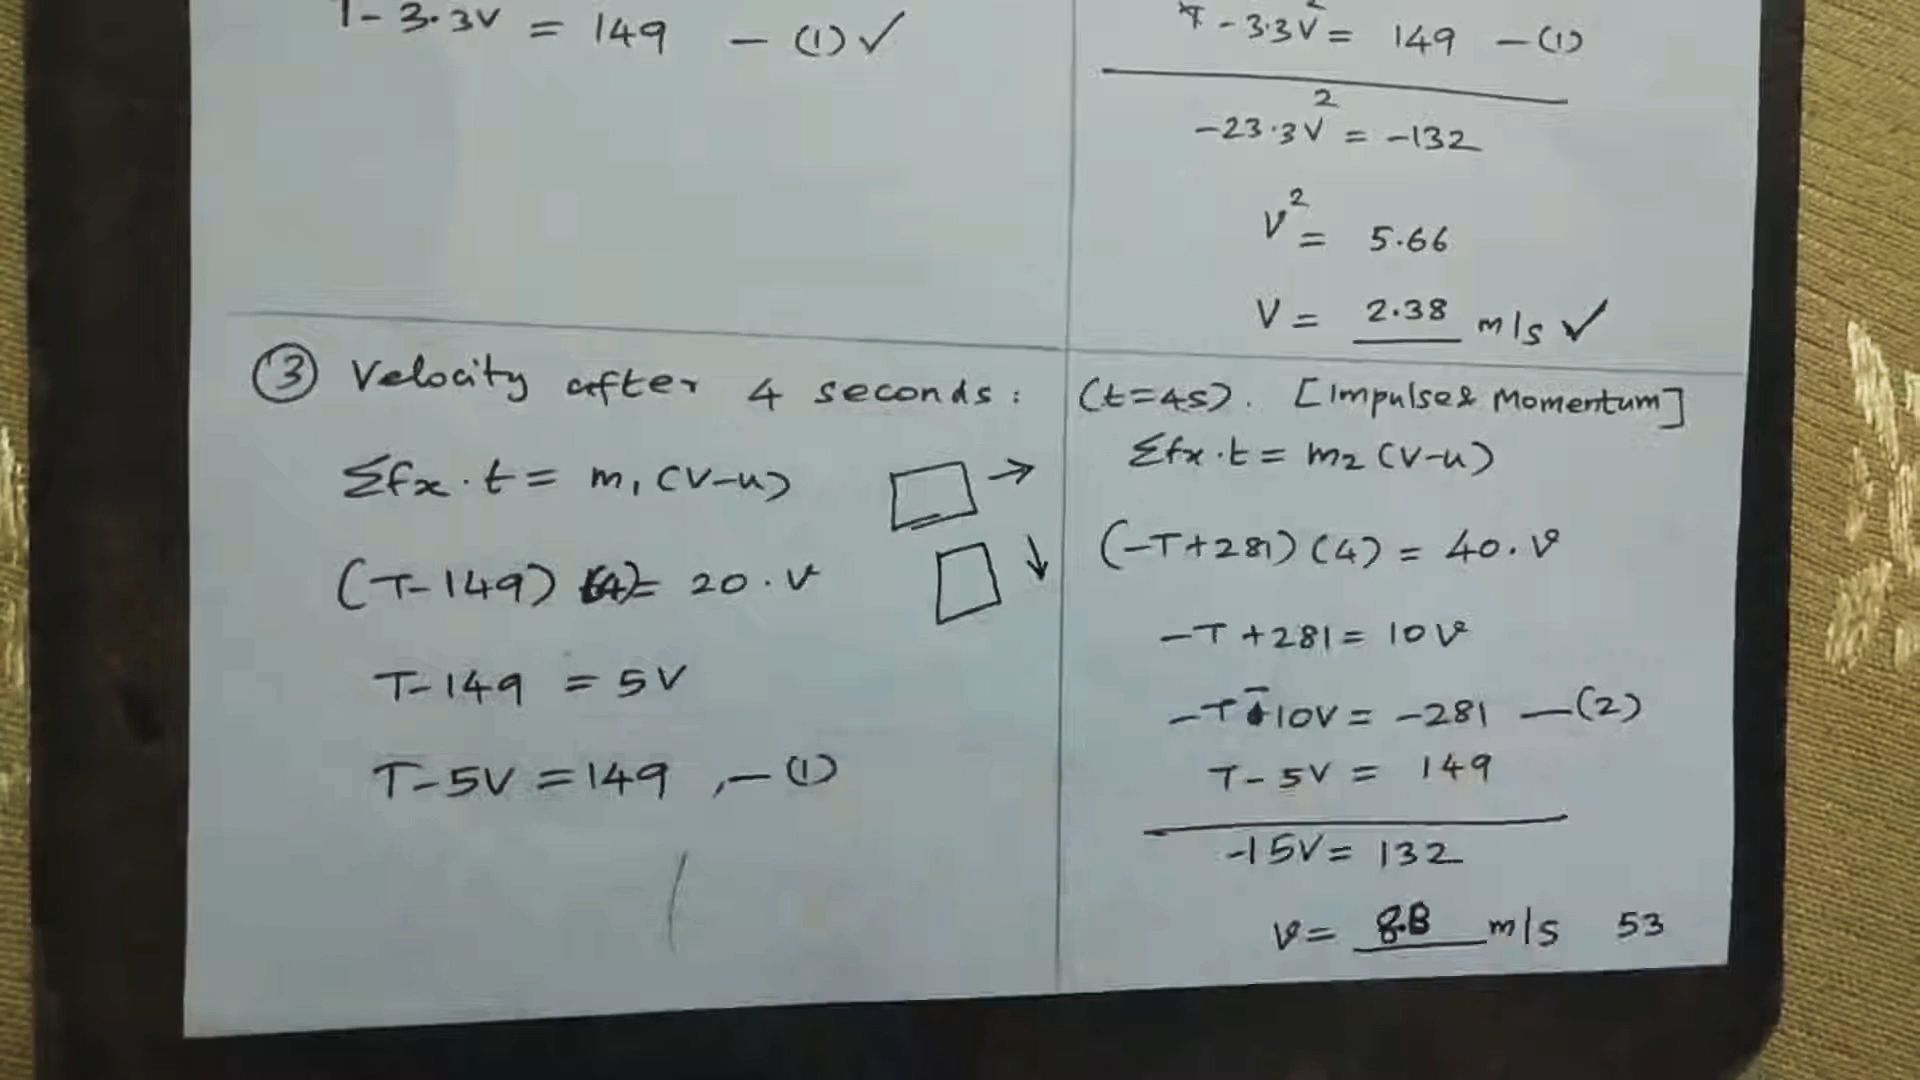 T - 3.3V = 149 - (1) ✓
T - 3.3V² = 149 - (1)
-23.3V² = -132
V² = 5.66
V = 2.38 m/s ✓
③ Velocity after 4 seconds: (t=4s). [Impulse & Momentum]
Σfx.t = m₁(V-u)
(T-149) (4) = 20.v
T-149 = 5V
T-5V = 149, - (1)
Σfx.t = m₂(V-u)
(-T+281)(4) = 40.v
-T+281 = 10v
-T-10V = -281 - (2)
T-5V = 149
-15V = 132
v = 8.8 m/s 53